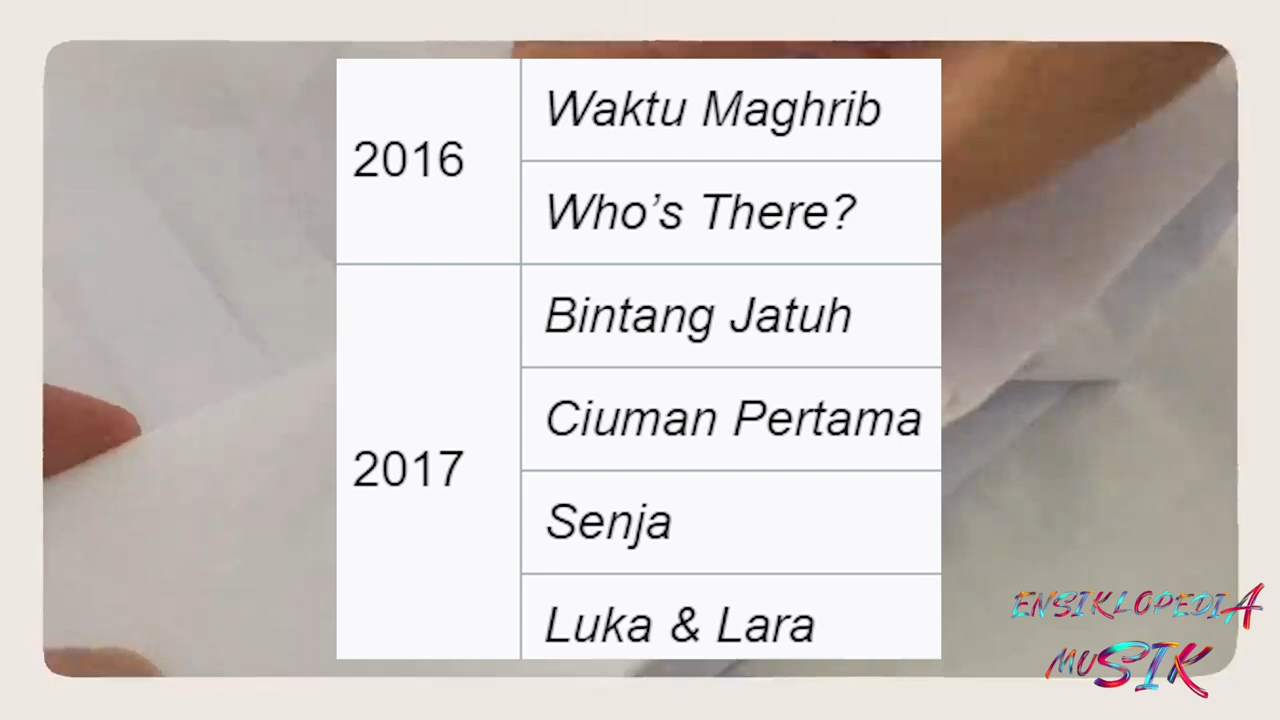 2016
Waktu Maghrib
Who’s There?
2017
Bintang Jatuh
Ciuman Pertama
Senja
Luka & Lara
ENSIKLOPEDIA
MUSIK